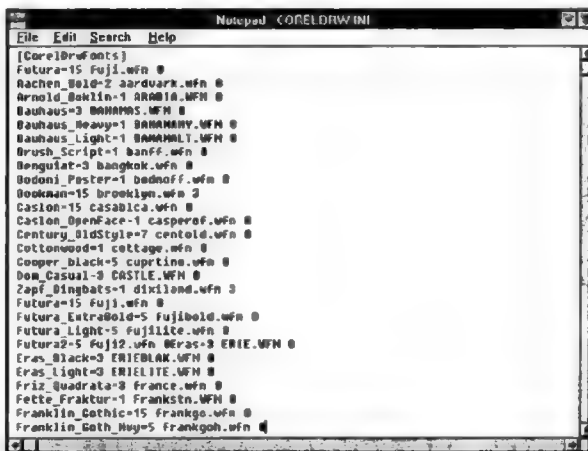 Notepad - CORELDRW.INI
File Edit Search Help
[CorelDrwFonts]
Futura=15 fuji.wfn 0
Aachen_Bold=2 aardvark.wfn 0
Arnold_Boklin=1 ARABIA.WFN 0
Bauhaus=3 BAHAMAS.WFN 0
Bauhaus_Heavy=1 BAHAMAHV.WFN 0
Bauhaus_Light=1 BAHAMALT.WFN 0
Brush_Script=1 banff.wfn 0
Benguiat=3 bangkok.wfn 0
Bodoni_Poster=1 bodnoff.wfn 0
Bookman=15 brooklyn.wfn 3
Caslon=15 casablca.wfn 0
Caslon_OpenFace=1 casperof.wfn 0
Century_OldStyle=7 centold.wfn 0
Cottonwood=1 cottage.wfn 0
Cooper_black=5 cuprtino.wfn 0
Dom_Casual=3 CASTLE.WFN 0
Zapf_Dingbats=1 dixiland.wfn 3
Futura=15 fuji.wfn 0
Futura_ExtraBold=5 fujibold.wfn 0
Futura_Light=5 fujilite.wfn 0
Futura2=5 fuji2.wfn 0Eras=3 ERIE.WFN 0
Eras_Black=3 ERIEBLAK.WFN 0
Eras_light=3 ERIELITE.WFN 0
Friz_Quadrata=3 france.wfn 0
Fette_Fraktur=1 frankstn.WFN 0
Franklin_Gothic=15 frankgo.wfn 0
Franklin_Goth_Hvy=5 frankgoh.wfn 0